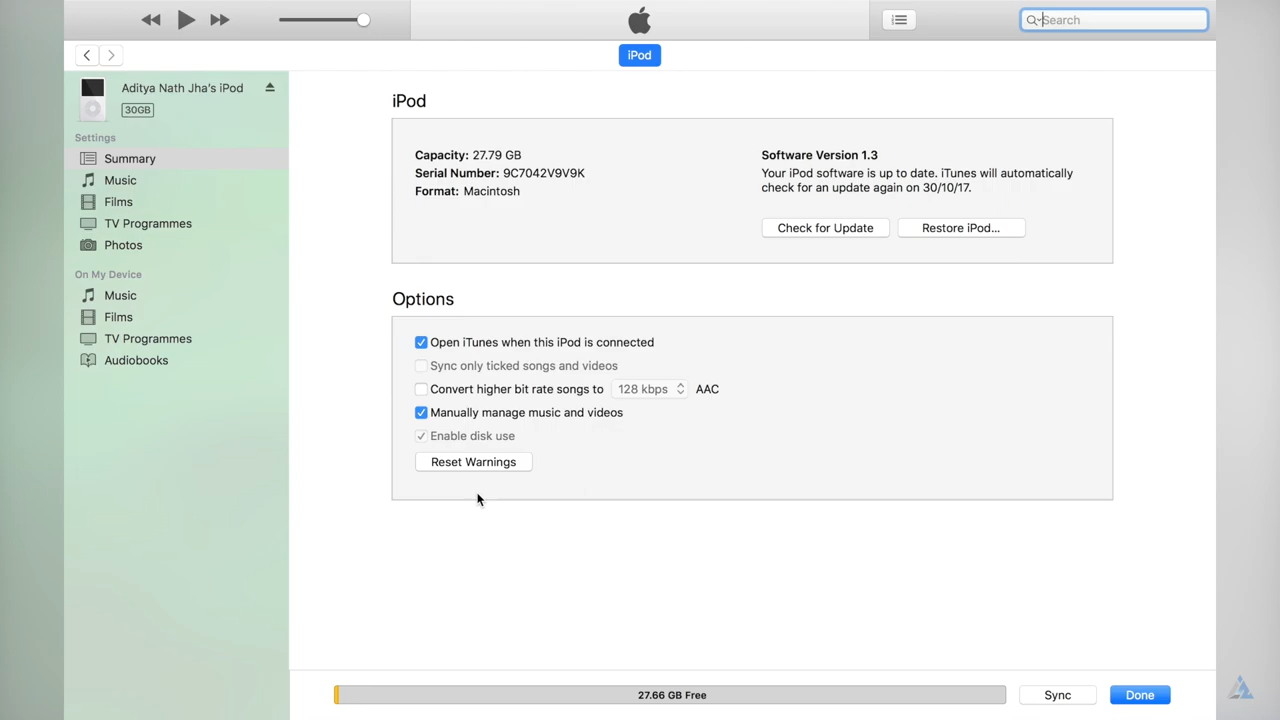 Search
iPod
Aditya Nath Jha's iPod
30GB
Settings
Summary
Music
Films
TV Programmes
Photos
On My Device
Music
Films
TV Programmes
Audiobooks
iPod
Capacity: 27.79 GB
Serial Number: 9C7042V9V9K
Format: Macintosh
Software Version 1.3
Your iPod software is up to date. iTunes will automatically
check for an update again on 30/10/17.
Check for Update
Restore iPod...
Options
Open iTunes when this iPod is connected
Sync only ticked songs and videos
Convert higher bit rate songs to 128 kbps AAC
Manually manage music and videos
Enable disk use
Reset Warnings
27.66 GB Free
Sync
Done